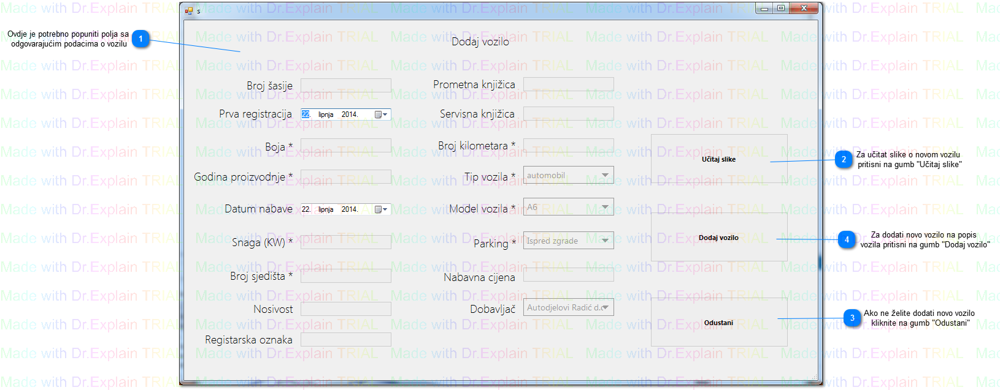 s
Ovdje je potrebno popuniti polja sa
odgovarajućim podacima o vozilu
1
Dodaj vozilo
Broj šasije
Prva registracija
22. lipnja 2014.
Boja *
Godina proizvodnje *
Datum nabave
22. lipnja 2014.
Snaga (KW) *
Broj sjedišta *
Nosivost
Registarska oznaka
Prometna knjižica
Servisna knjižica
Broj kilometara *
Tip vozila *
automobil
Model vozila *
A6
Parking *
Ispred zgrade
Nabavna cijena
Dobavljač
Autodjelovi Radić d.
Učitaj slike
2
Za učitat slike o novom vozilu
pritisni na gumb "Učitaj slike"
Dodaj vozilo
4
Za dodati novo vozilo na popis
vozila pritisni na gumb "Dodaj vozilo"
Odustani
3
Ako ne želite dodati novo vozilo
kliknite na gumb "Odustani"
Made with Dr.Explain TRIAL